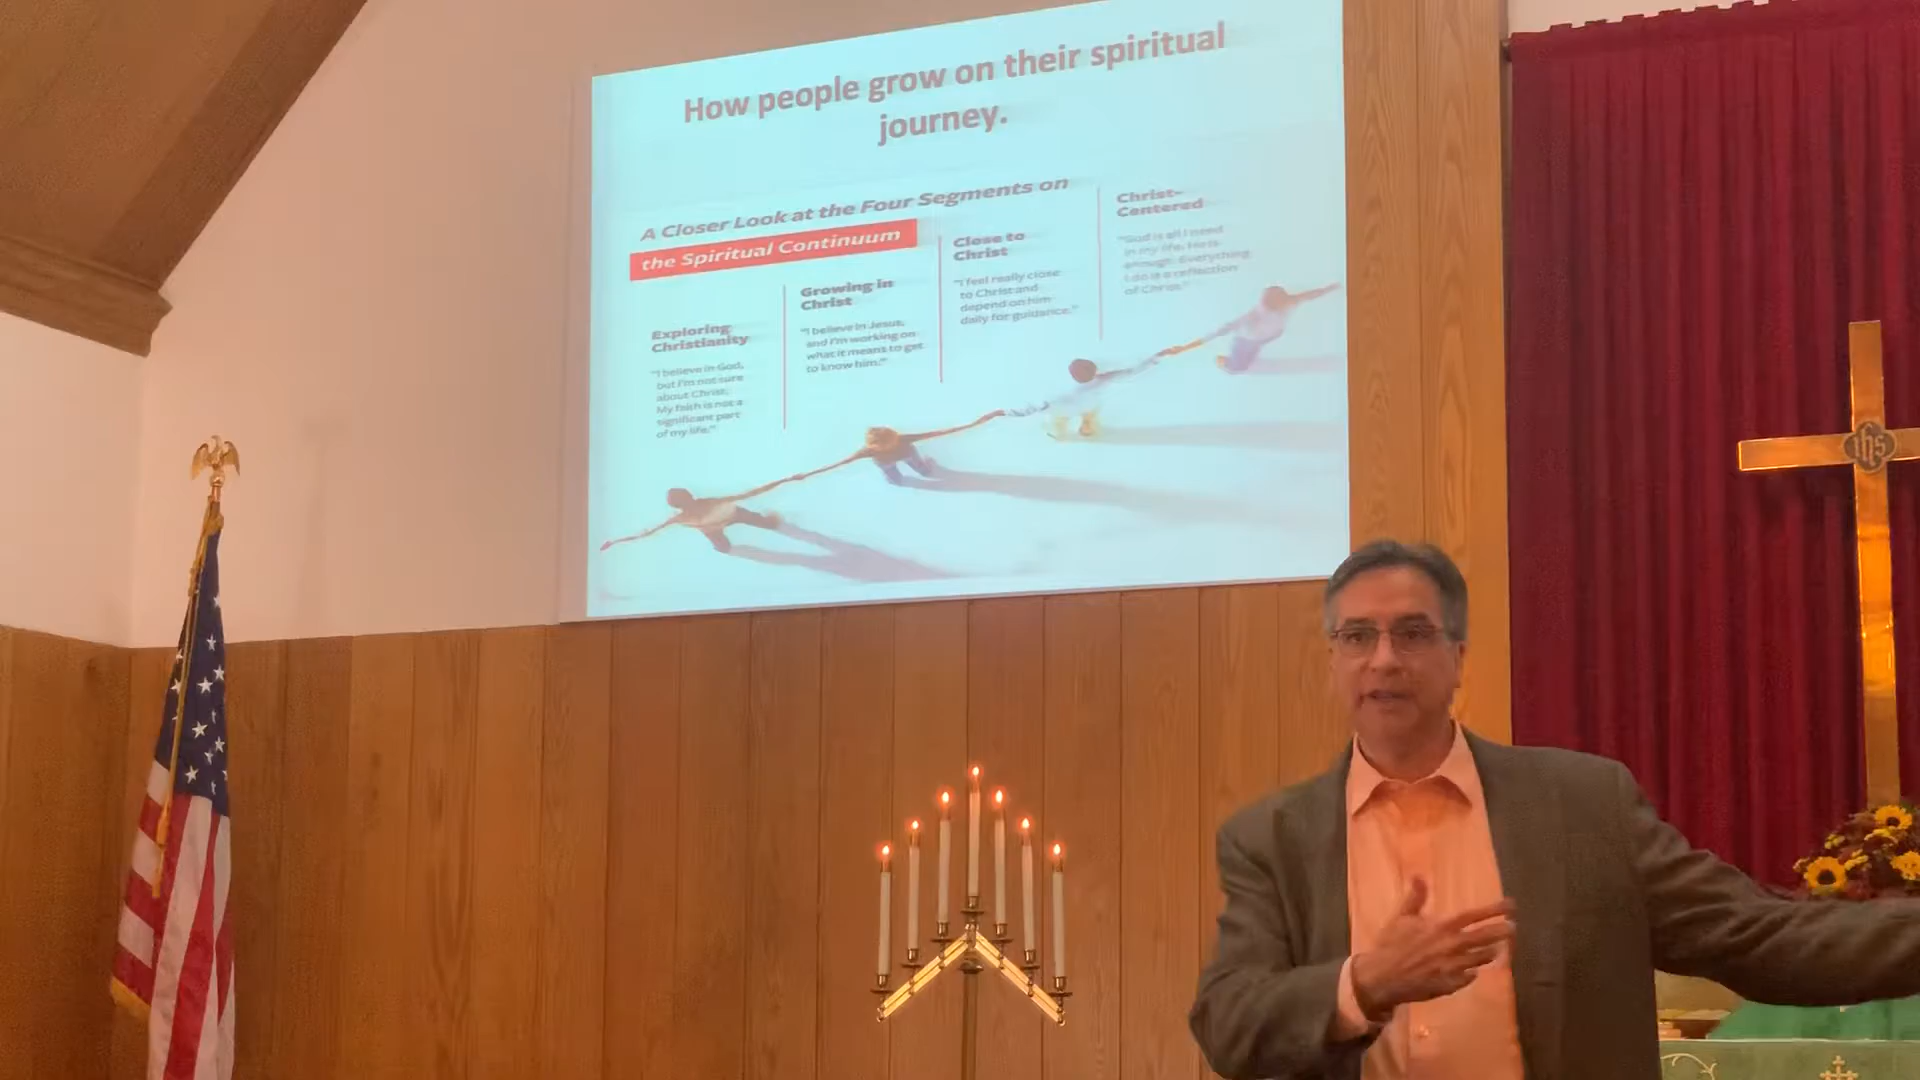 How people grow on their spiritual
journey.
A Closer Look at the Four Segments on
the Spiritual Continuum
Exploring
Christianity
"I believe in God,
but I'm not sure
about Christ.
My faith is not a
significant part
of my life."
Growing in
Christ
"I believe in Jesus,
and I'm working on
what it means to get
to know him."
Close to
Christ
"I feel really close
to Christ and
depend on him
daily for guidance."
Christ-
Centered
"God is all I need
in my life. He is
enough. Everything
I do is a reflection
of Christ."
ihs